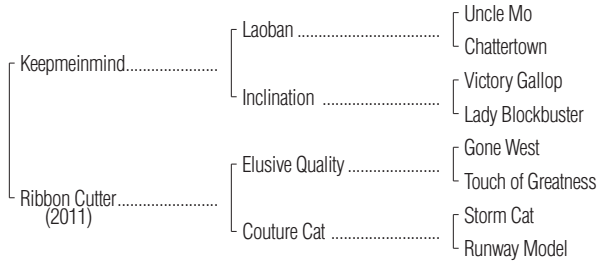 Uncle Mo
Laoban ..........................................
Chattertown
Keepmeinmind...........................
Victory Gallop
Inclination ..................................
Lady Blockbuster
Gone West
Elusive Quality ...........................
Touch of Greatness
Ribbon Cutter.............................
(2011)
Storm Cat
Couture Cat ................................
Runway Model